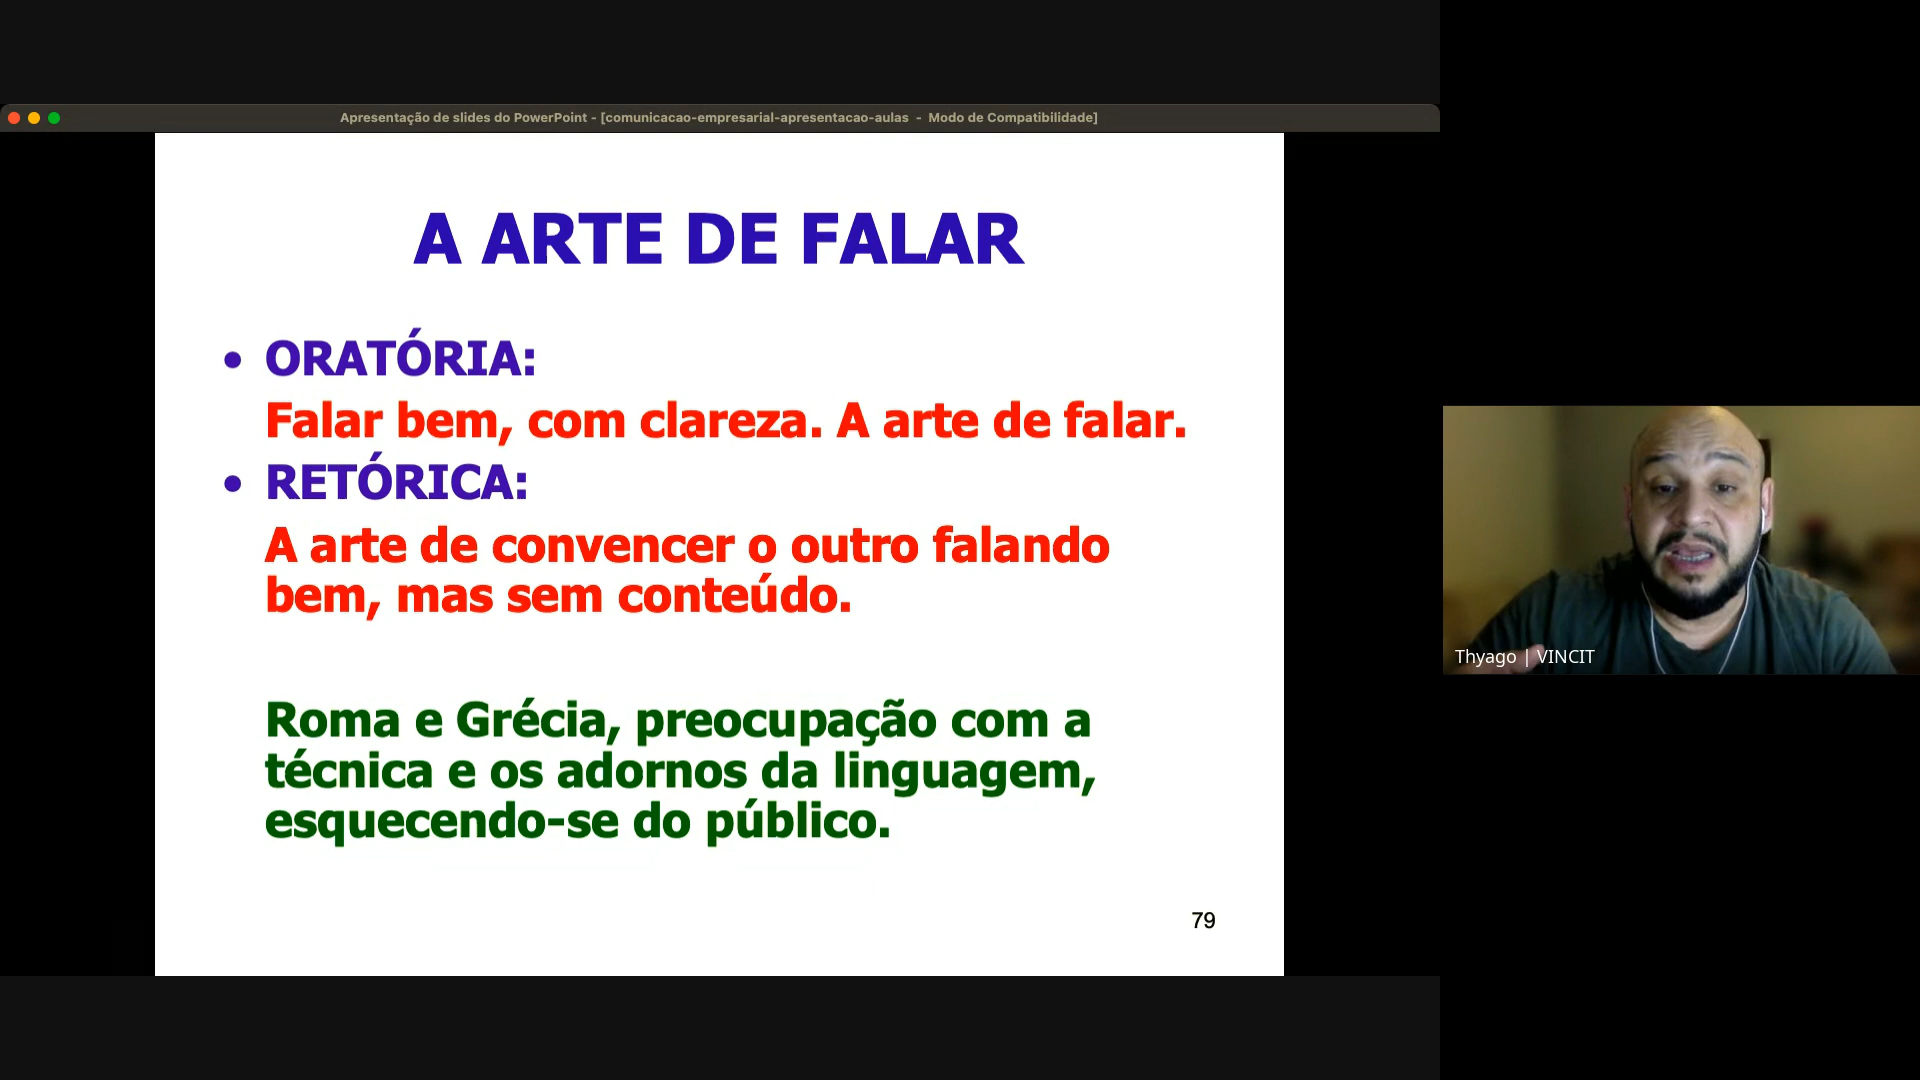 Apresentação de slides do PowerPoint - [comunicacao-empresarial-apresentacao-aulas - Modo de Compatibilidade]
A ARTE DE FALAR
• ORATÓRIA:
Falar bem, com clareza. A arte de falar.
• RETÓRICA:
A arte de convencer o outro falando
bem, mas sem conteúdo.
Roma e Grécia, preocupação com a
técnica e os adornos da linguagem,
esquecendo-se do público.
79
Thyago | VINCIT